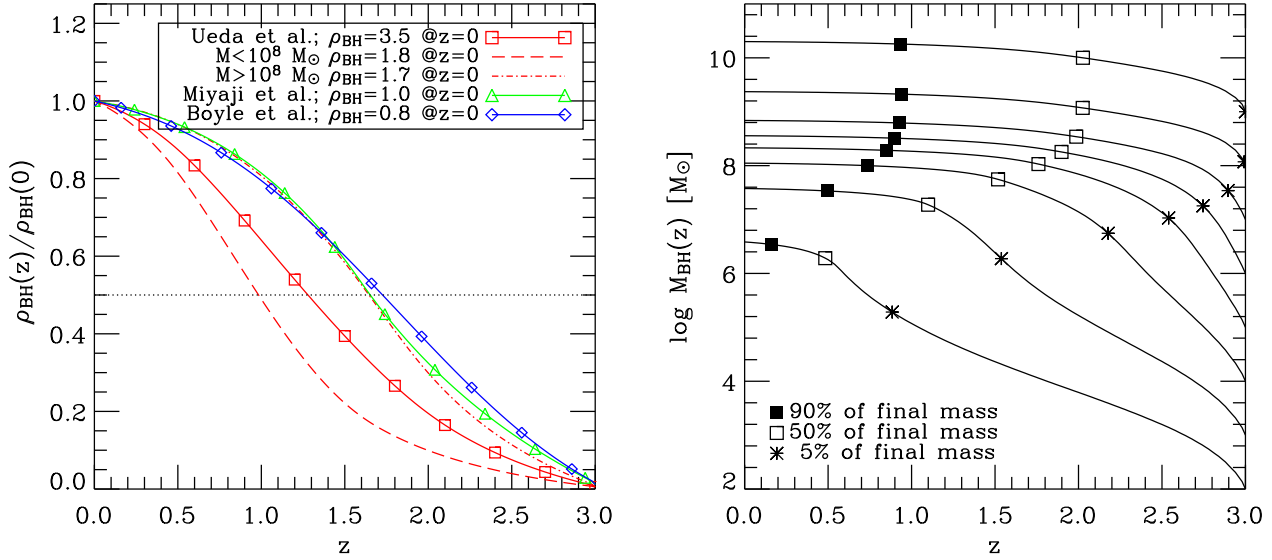 Ueda et al.; ρBH=3.5 @z=0
M<10⁸ M⊙ ρBH=1.8 @z=0
M>10⁸ M⊙ ρBH=1.7 @z=0
Miyaji et al.; ρBH=1.0 @z=0
Boyle et al.; ρBH=0.8 @z=0
1.2
1.0
0.8
0.6
0.4
0.2
0.0
ρBH(z)/ρBH(0)
0.0 0.5 1.0 1.5 2.0 2.5 3.0
z
10
8
6
4
2
log MBH(z) [M⊙]
90% of final mass
50% of final mass
5% of final mass
0.0 0.5 1.0 1.5 2.0 2.5 3.0
z